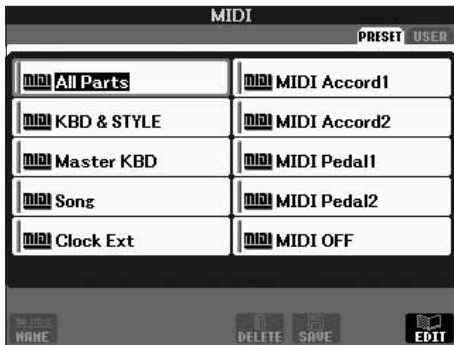 MIDI
PRESET USER
MIDI All Parts
MIDI MIDI Accord1
MIDI KBD & STYLE
MIDI MIDI Accord2
MIDI Master KBD
MIDI MIDI Pedal1
MIDI Song
MIDI MIDI Pedal2
MIDI Clock Ext
MIDI MIDI OFF
NAME DELETE SAVE EDIT